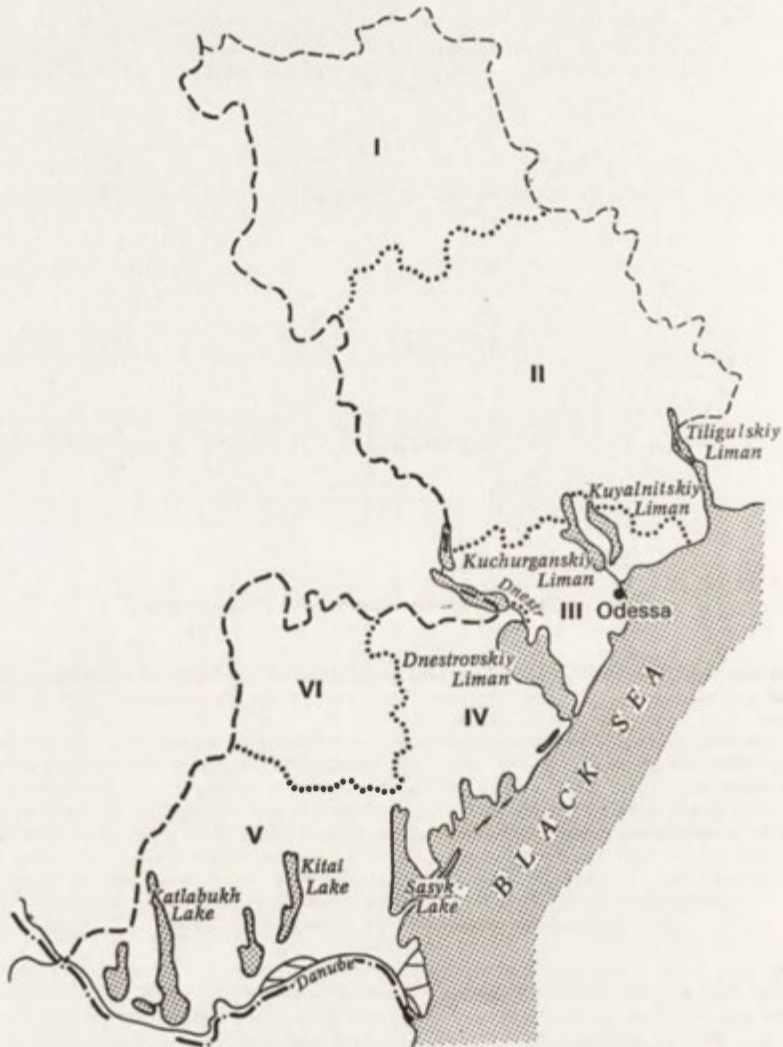 I
II
Tiligulskiy
Liman
Kuyalnitskiy
Liman
Kuchurganskiy
Liman
Dnestr
III Odessa
Dnestrovskiy
Liman
VI
IV
BLACK SEA
V
Kitai
Lake
Katlabukh
Lake
Sasyk
Lake
Danube